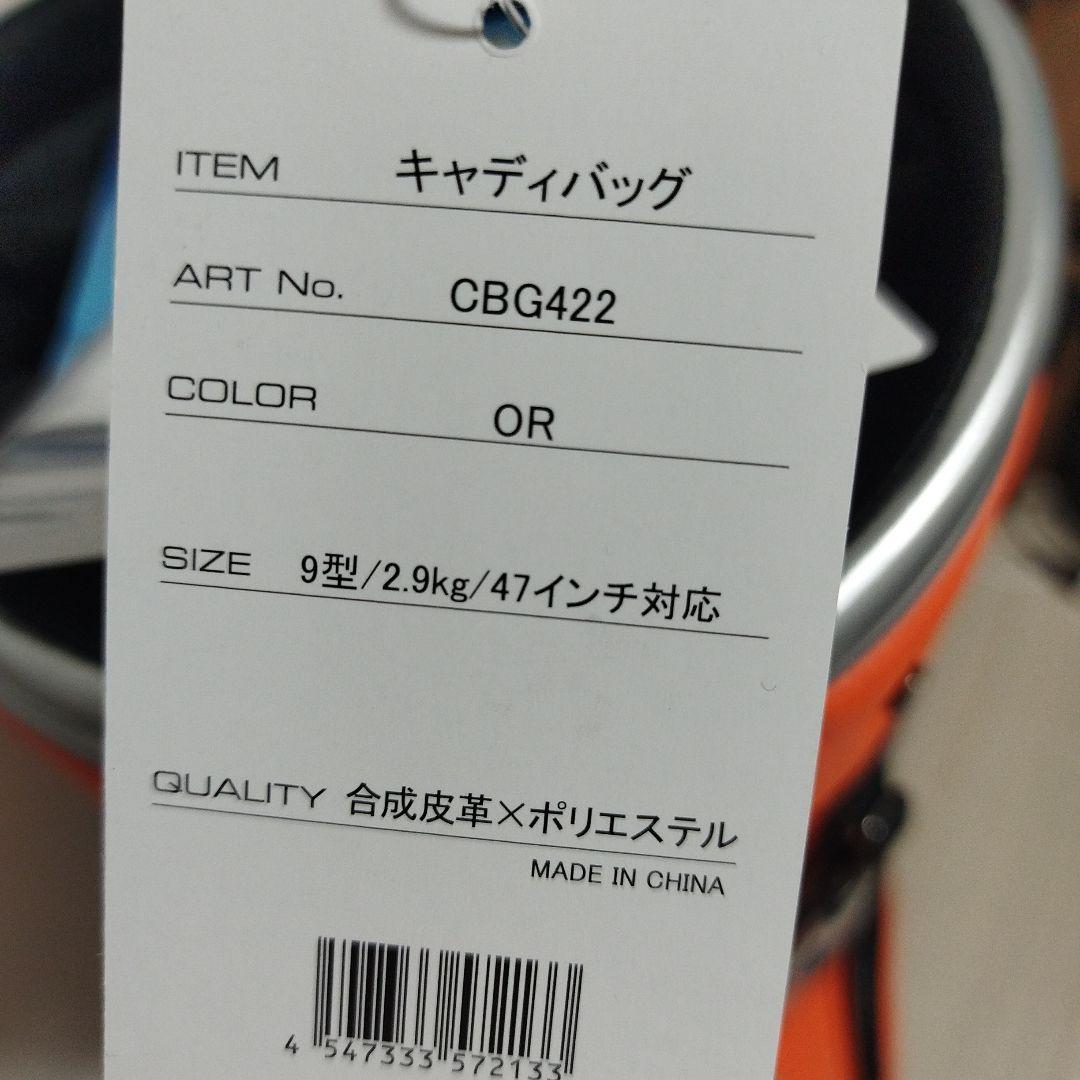 ITEM キャディバッグ
ART No. CBG422
COLOR OR
SIZE 9型/2.9kg/47インチ対応
QUALITY 合成皮革×ポリエステル
MADE IN CHINA
4 547333 572133